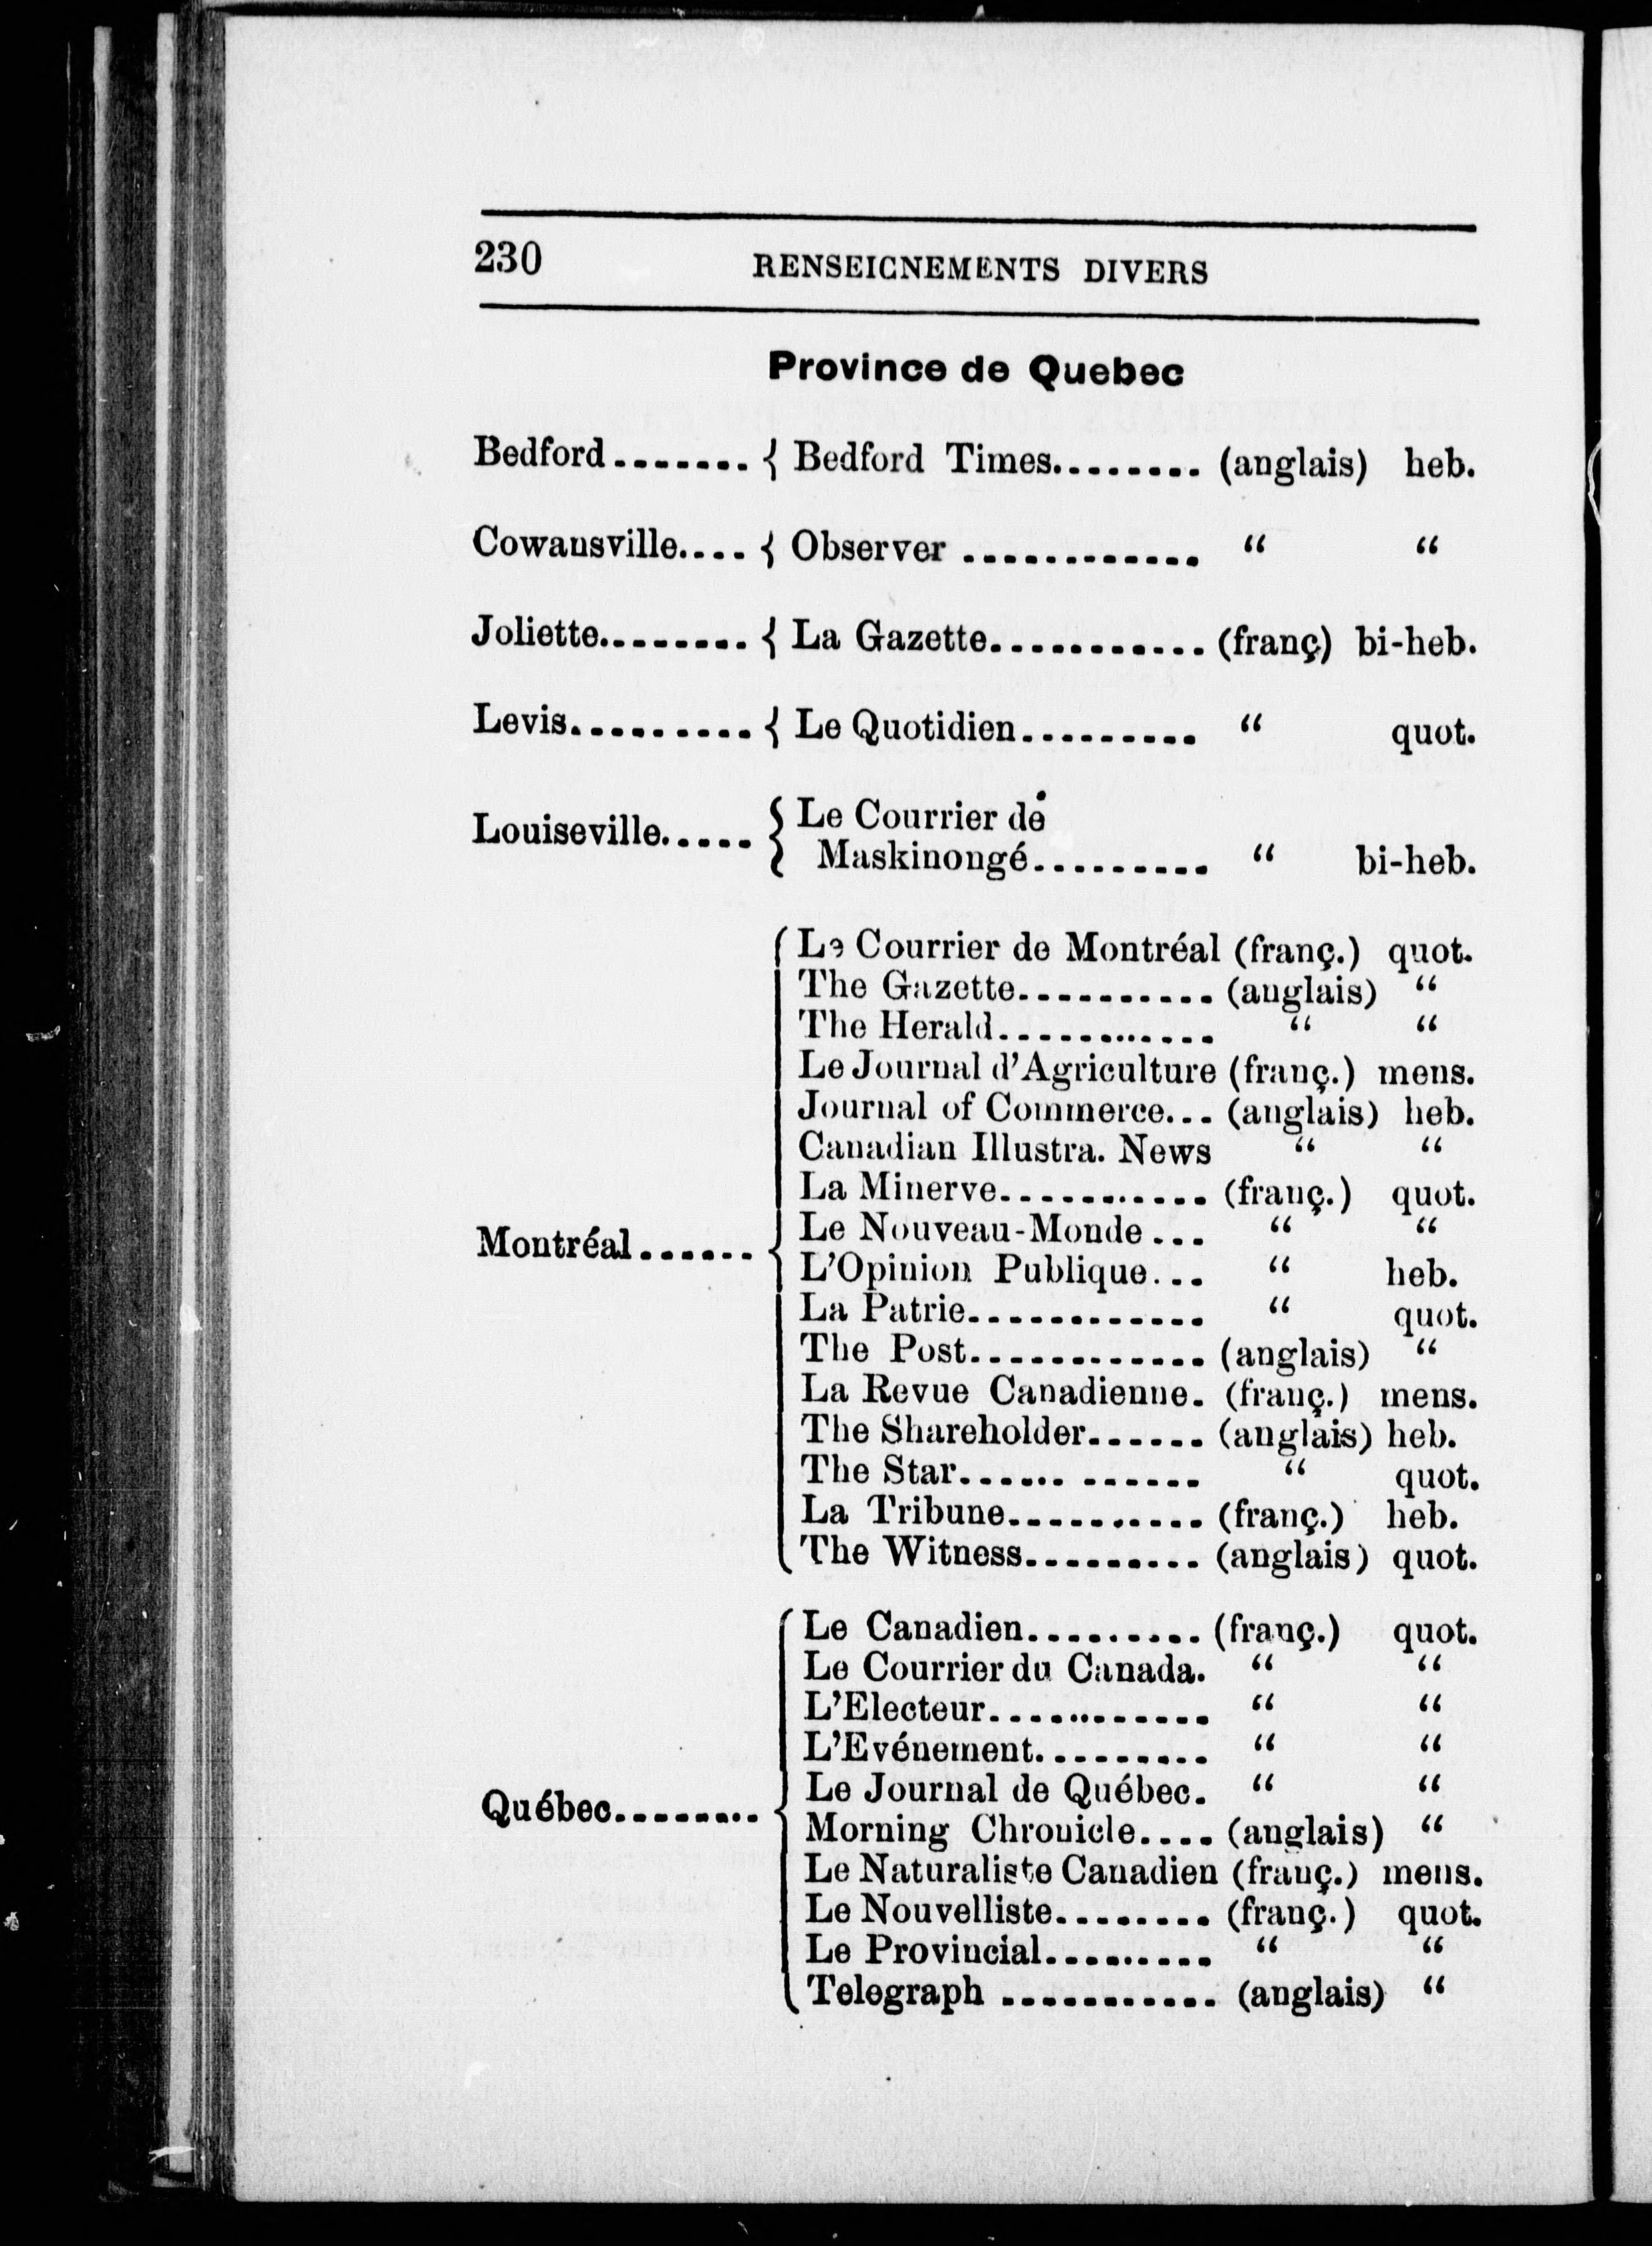 230 RENSEIGNEMENTS DIVERS
Province de Quebec
Bedford....... { Bedford Times........ (anglais) heb.
Cowansville.... { Observer ............ “ “
Joliette........ { La Gazette........... (franç) bi-heb.
Levis......... { Le Quotidien......... “ quot.
Louiseville..... { Le Courrier de
Maskinongé......... “ bi-heb.
Le Courrier de Montréal (franç.) quot.
The Gazette.......... (anglais) “
The Herald........... “ “
Le Journal d’Agriculture (franç.) mens.
Journal of Commerce... (anglais) heb.
Canadian Illustra. News “ “
La Minerve........... (franç.) quot.
Montréal...... { Le Nouveau-Monde... “ “
L’Opinion Publique... “ heb.
La Patrie............ “ quot.
The Post............ (anglais) “
La Revue Canadienne. (franç.) mens.
The Shareholder...... (anglais) heb.
The Star...... ...... “ quot.
La Tribune.......... (franç.) heb.
The Witness......... (anglais) quot.
Le Canadien......... (franç.) quot.
Le Courrier du Canada. “ “
L’Electeur............ “ “
L’Evénement......... “ “
Le Journal de Québec. “ “
Québec........ { Morning Chronicle.... (anglais) “
Le Naturaliste Canadien (franç.) mens.
Le Nouvelliste........ (franç.) quot.
Le Provincial......... “ “
Telegraph ........... (anglais) “